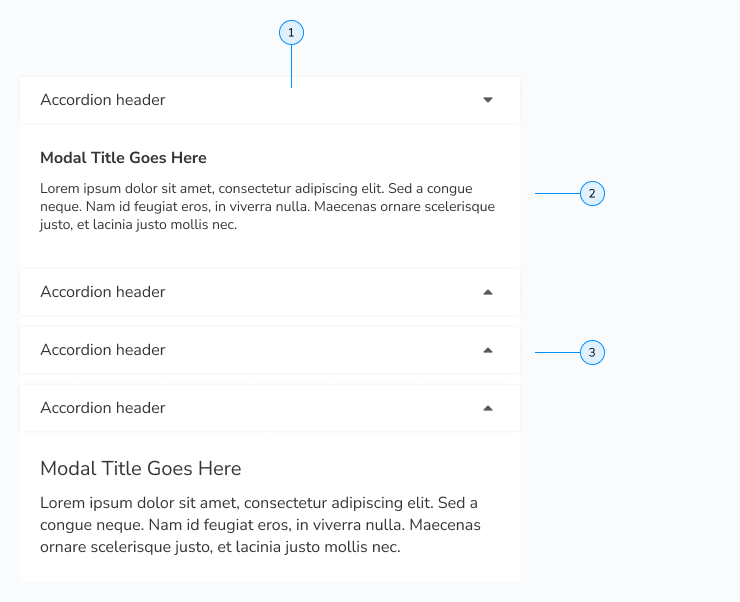 1
Accordion header
Modal Title Goes Here
Lorem ipsum dolor sit amet, consectetur adipiscing elit. Sed a congue
neque. Nam id feugiat eros, in viverra nulla. Maecenas ornare scelerisque
justo, et lacinia justo mollis nec.
2
Accordion header
Accordion header
3
Accordion header
Modal Title Goes Here
Lorem ipsum dolor sit amet, consectetur adipiscing elit. Sed a
congue neque. Nam id feugiat eros, in viverra nulla. Maecenas
ornare scelerisque justo, et lacinia justo mollis nec.